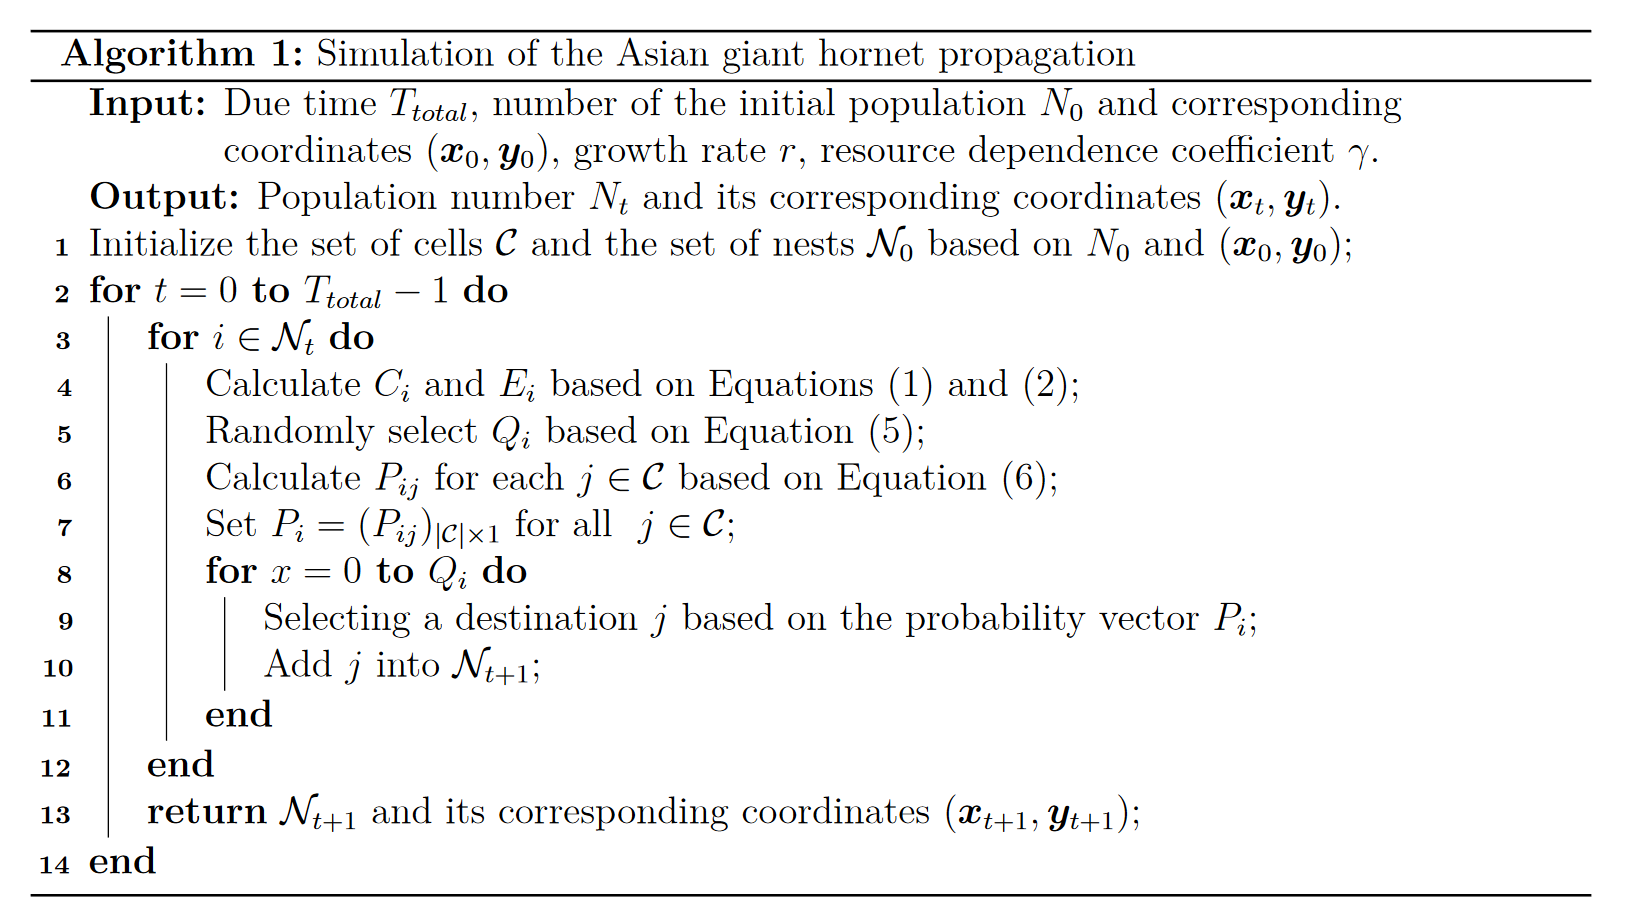 Algorithm 1: Simulation of the Asian giant hornet propagation
Input: Due time $T_{total}$, number of the initial population $N_0$ and corresponding
coordinates $(\boldsymbol{x}_0, \boldsymbol{y}_0)$, growth rate $r$, resource dependence coefficient $\gamma$.
Output: Population number $N_t$ and its corresponding coordinates $(\boldsymbol{x}_t, \boldsymbol{y}_t)$.
1 Initialize the set of cells $\mathcal{C}$ and the set of nests $\mathcal{N}_0$ based on $N_0$ and $(\boldsymbol{x}_0, \boldsymbol{y}_0)$;
2 for $t = 0$ to $T_{total} - 1$ do
3 for $i \in \mathcal{N}_t$ do
4 Calculate $C_i$ and $E_i$ based on Equations (1) and (2);
5 Randomly select $Q_i$ based on Equation (5);
6 Calculate $P_{ij}$ for each $j \in \mathcal{C}$ based on Equation (6);
7 Set $P_i = (P_{ij})_{|\mathcal{C}| \times 1}$ for all $j \in \mathcal{C}$;
8 for $x = 0$ to $Q_i$ do
9 Selecting a destination $j$ based on the probability vector $P_i$;
10 Add $j$ into $\mathcal{N}_{t+1}$;
11 end
12 end
13 return $\mathcal{N}_{t+1}$ and its corresponding coordinates $(\boldsymbol{x}_{t+1}, \boldsymbol{y}_{t+1})$;
14 end